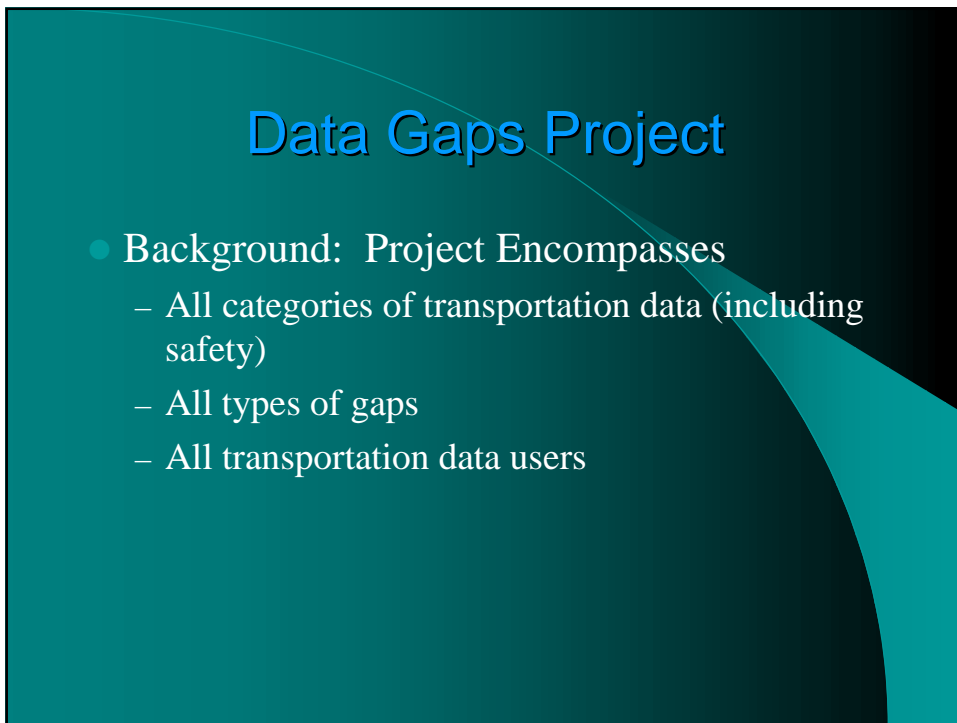 Data Gaps Project
Background:  Project Encompasses
– All categories of transportation data (including
safety)
– All types of gaps
– All transportation data users